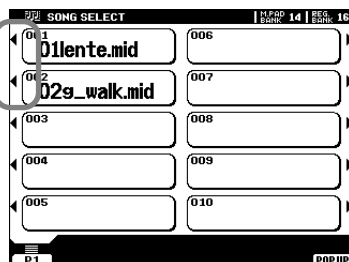 SONG SELECT
M.PAD BANK 14 REG. BANK 16
001
01lente.mid
002
02g_walk.mid
003
004
005
006
007
008
009
010
P1
POPUP